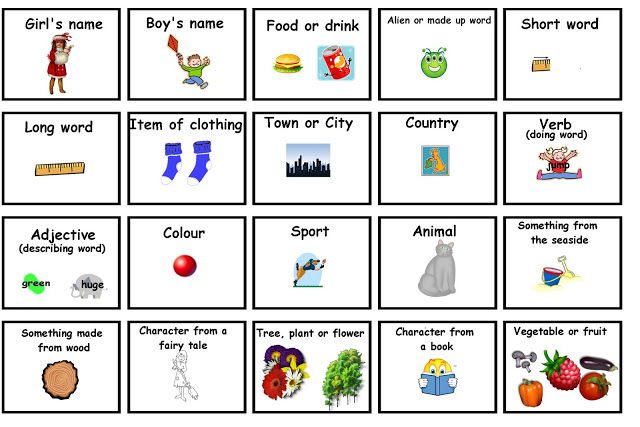 Girl's name
Boy's name
Food or drink
Alien or made up word
Short word
Long word
Item of clothing
Town or City
Country
Verb
(doing word)
jump
Adjective
(describing word)
green
huge
Colour
Sport
Animal
Something from
the seaside
Something made
from wood
Character from a
fairy tale
Tree, plant or flower
Character from
a book
Vegetable or fruit